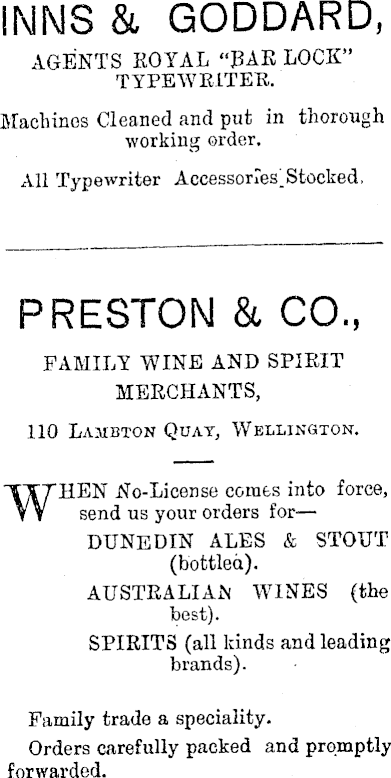 INNS & GODDARD,
AGENTS ROYAL “BAR LOCK”
TYPEWRITER.
Machines Cleaned and put in thorough
working order.
All Typewriter Accessories Stocked.
PRESTON & CO.,
FAMILY WINE AND SPIRIT
MERCHANTS,
110 LAMBTON QUAY, WELLINGTON.
WHEN No-License comes into force,
send us your orders for—
DUNEDIN ALES & STOUT
(bottled).
AUSTRALIAN WINES (the
best).
SPIRITS (all kinds and leading
brands).
Family trade a speciality.
Orders carefully packed and promptly
forwarded.